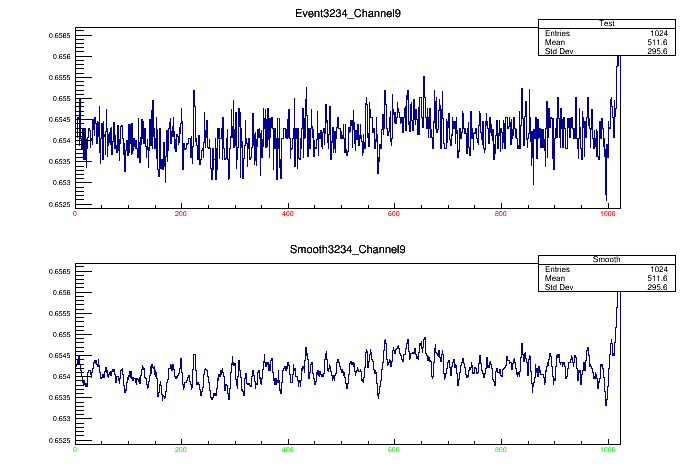 Event3234_Channel9
Test
Entries 1024
Mean 511.6
Std Dev 295.6
0.6565
0.656
0.6555
0.655
0.6545
0.654
0.6535
0.653
0.6525
0 200 400 600 800 1000
Smooth3234_Channel9
Smooth
Entries 1024
Mean 511.6
Std Dev 295.6
0.6565
0.656
0.6555
0.655
0.6545
0.654
0.6535
0.653
0.6525
0 200 400 600 800 1000